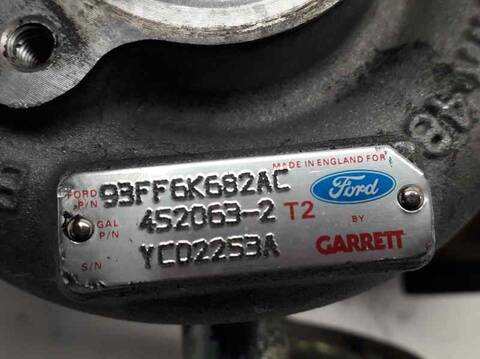 MADE IN ENGLAND FOR
FORD P/N 93FF6K682AC
Ford
GAL P/N 452063-2 T2
BY
S/N YC02253A
GARRETT